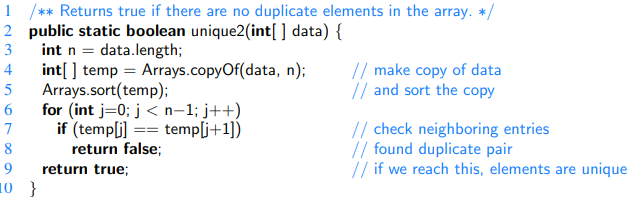 1 /** Returns true if there are no duplicate elements in the array. */
2 public static boolean unique2(int[ ] data) {
3 int n = data.length;
4 int[ ] temp = Arrays.copyOf(data, n); // make copy of data
5 Arrays.sort(temp); // and sort the copy
6 for (int j=0; j < n−1; j++)
7 if (temp[j] == temp[j+1]) // check neighboring entries
8 return false; // found duplicate pair
9 return true; // if we reach this, elements are unique
10 }